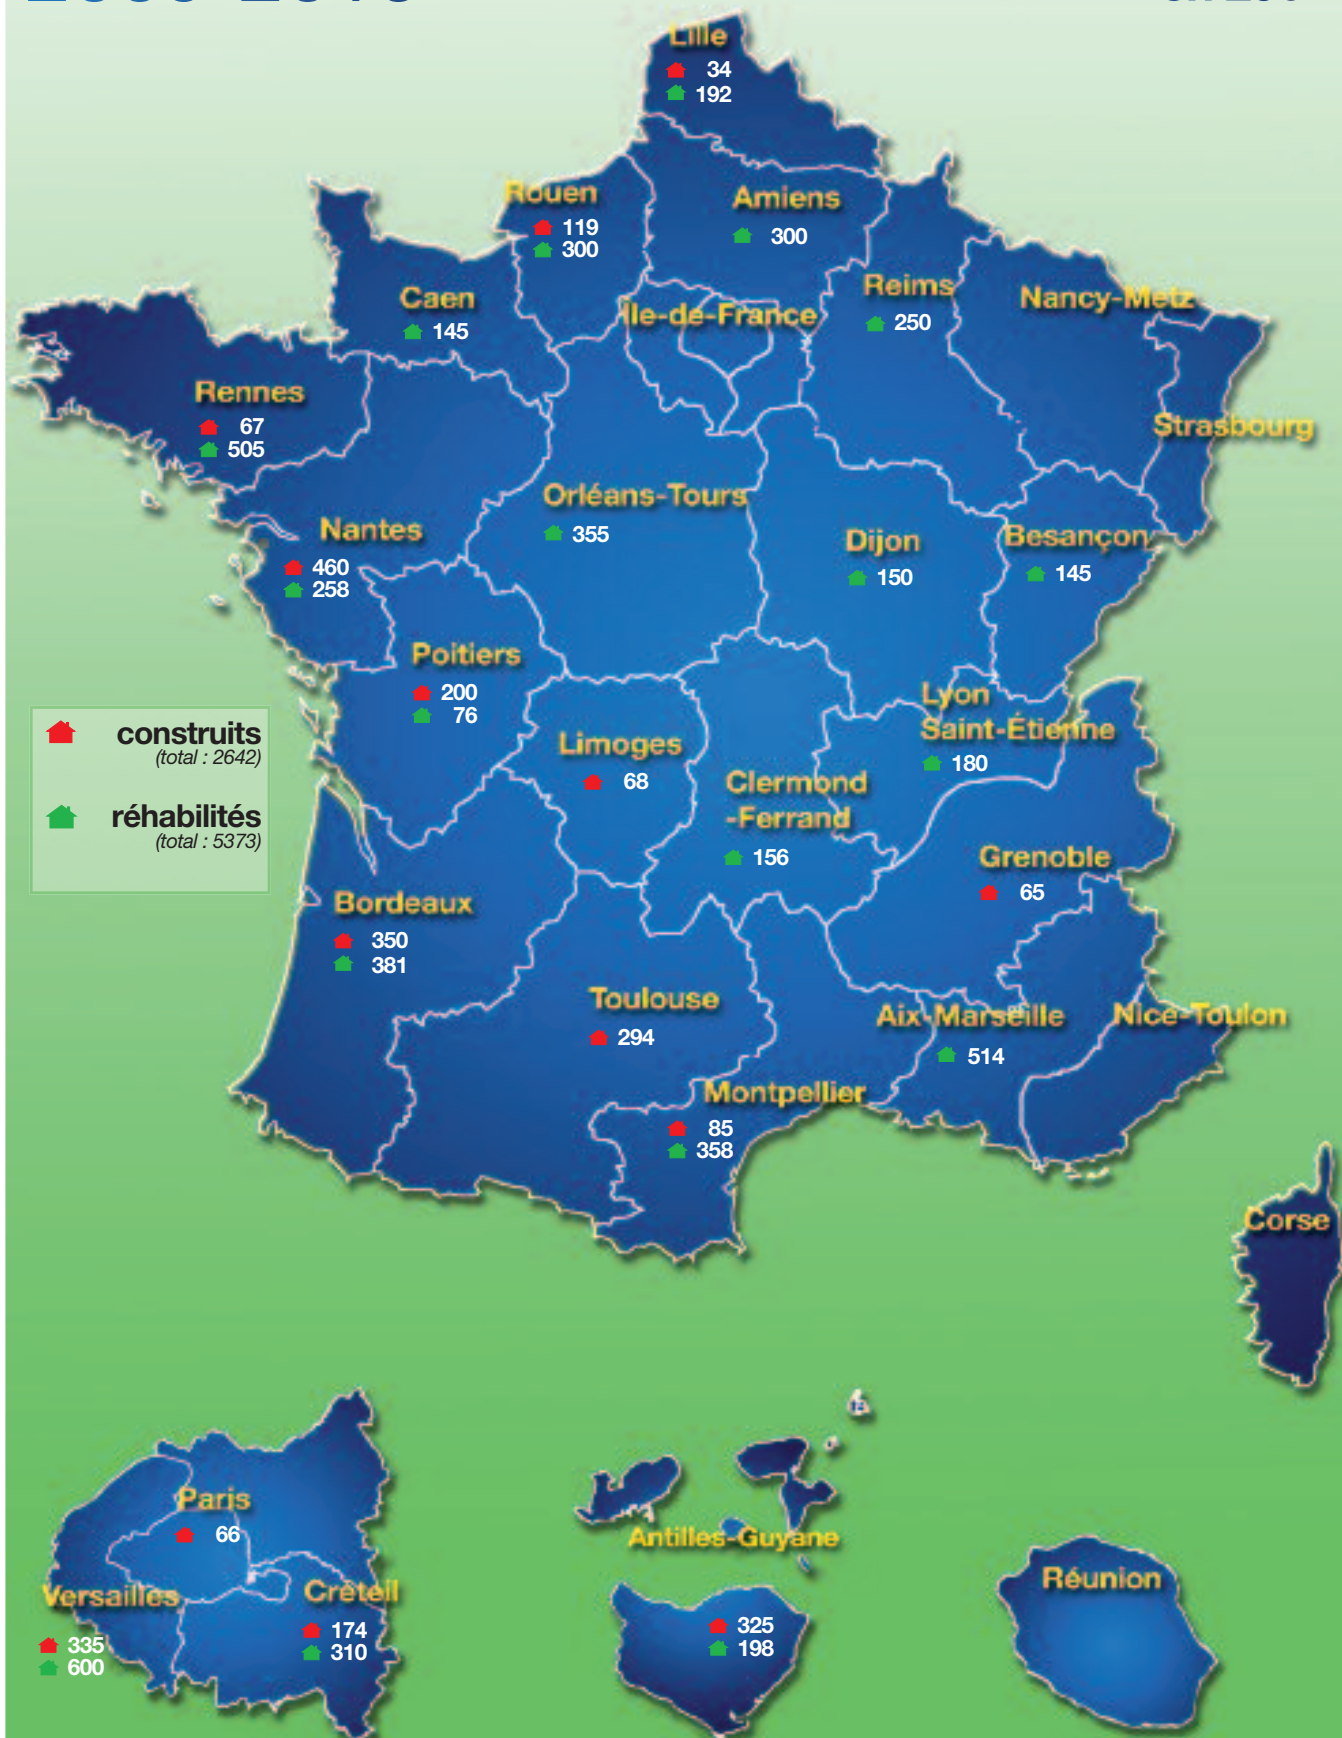 Lille
34
192
Rouen
119
300
Amiens
300
Caen
145
Île-de-France
Reims
250
Nancy-Metz
Strasbourg
Rennes
67
505
Orléans-Tours
355
Nantes
460
258
Dijon
150
Besançon
145
Poitiers
200
76
Lyon
Saint-Étienne
180
construits
(total : 2642)
réhabilités
(total : 5373)
Limoges
68
Clermond
-Ferrand
156
Grenoble
65
Bordeaux
350
381
Toulouse
294
Aix-Marseille
514
Nice-Toulon
Montpellier
85
358
Corse
Paris
66
Versailles
335
600
Créteil
174
310
Antilles-Guyane
325
198
Réunion